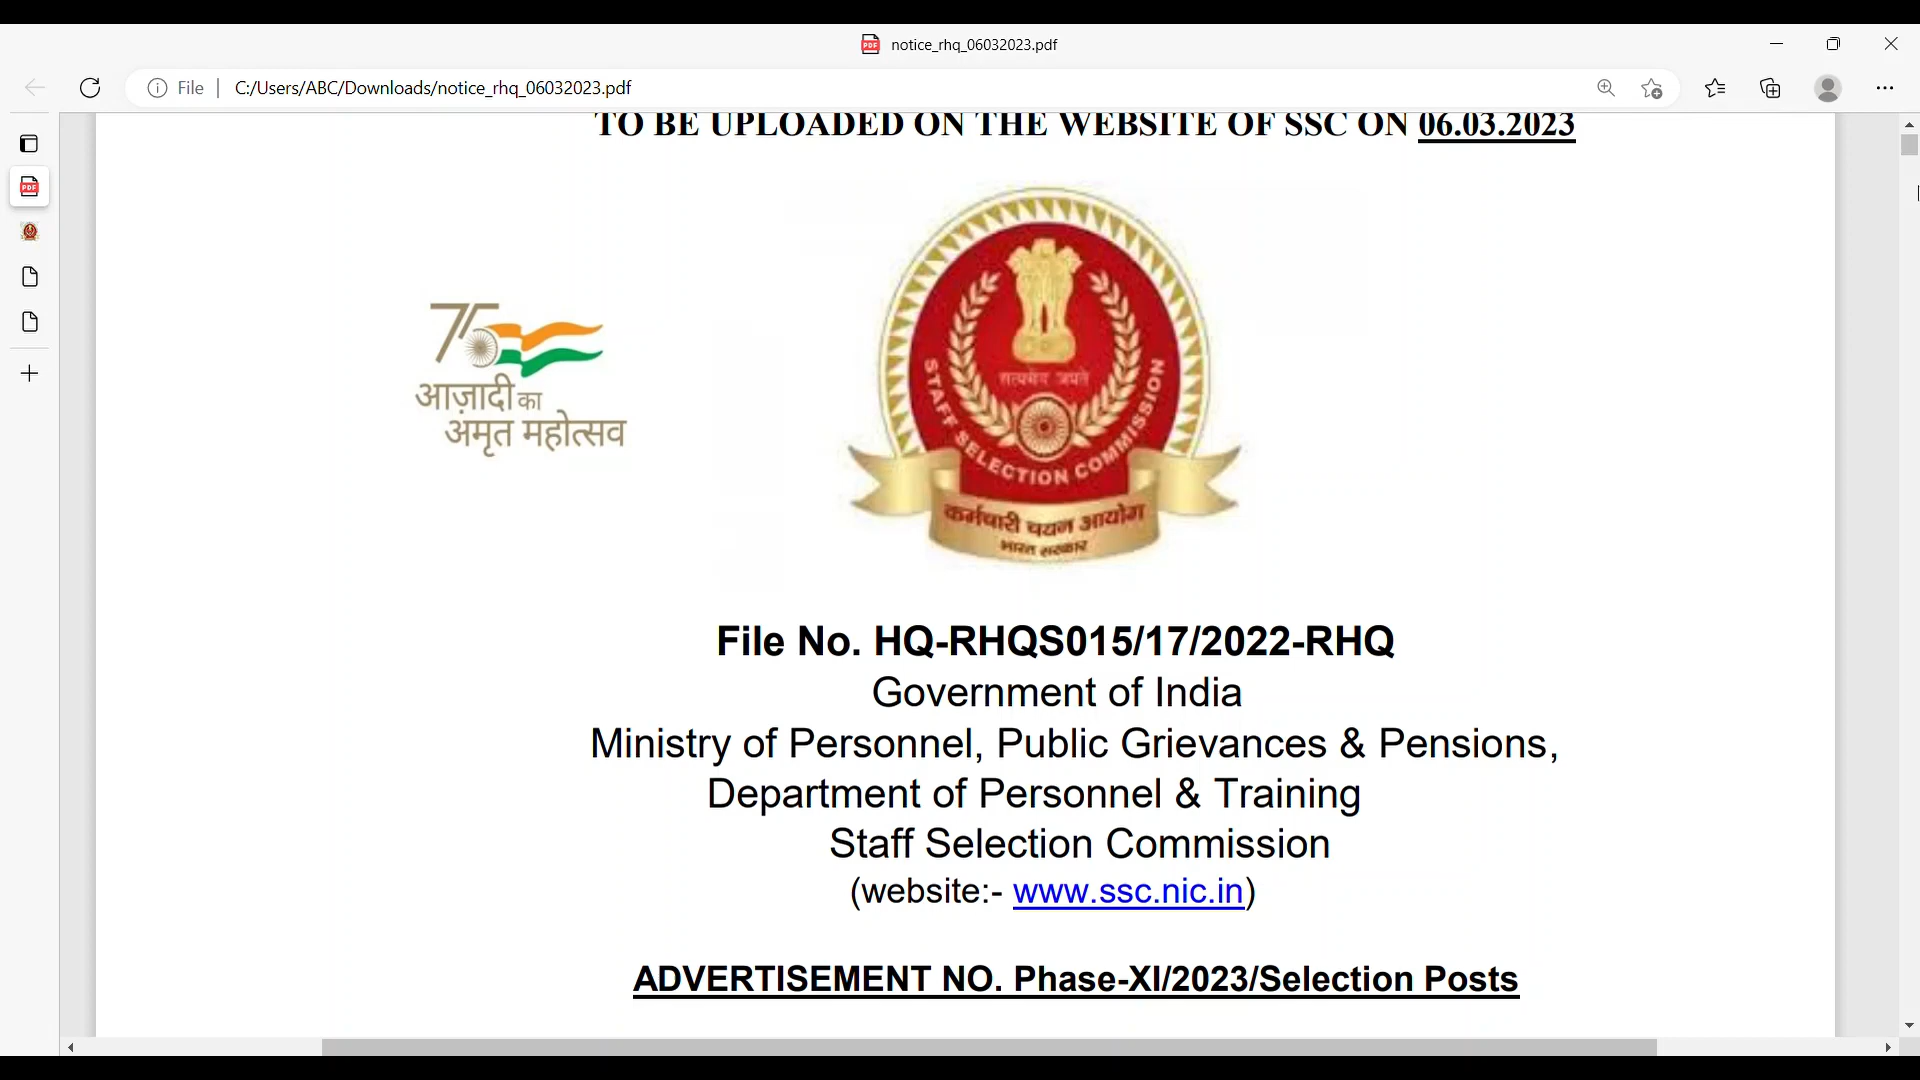 notice_rhq_06032023.pdf
File
C:/Users/ABC/Downloads/notice_rhq_06032023.pdf
TO BE UPLOADED ON THE WEBSITE OF SSC ON 06.03.2023
75
आज़ादी का
अमृत महोत्सव
सत्यमेव जयते
STAFF SELECTION COMMISSION
कर्मचारी चयन आयोग
भारत सरकार
File No. HQ-RHQS015/17/2022-RHQ
Government of India
Ministry of Personnel, Public Grievances & Pensions,
Department of Personnel & Training
Staff Selection Commission
(website:- www.ssc.nic.in)
ADVERTISEMENT NO. Phase-XI/2023/Selection Posts